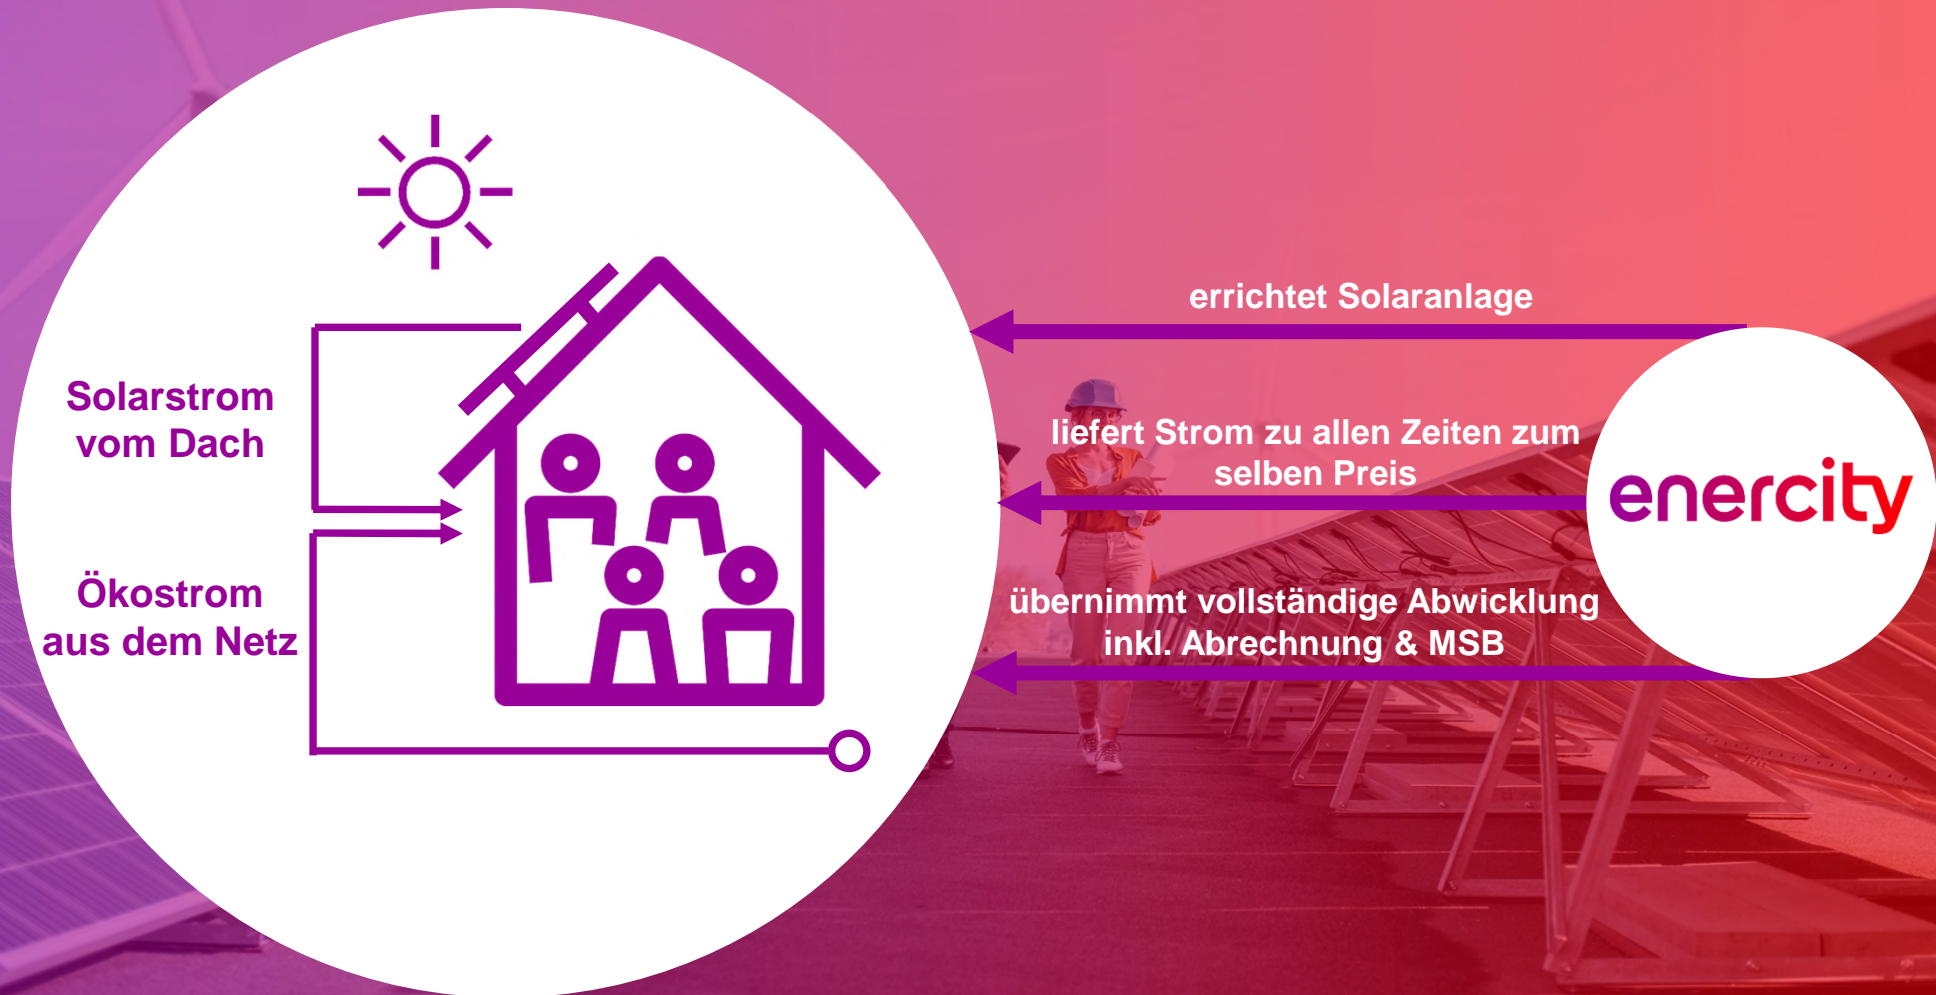 Solarstrom
vom Dach
Ökostrom
aus dem Netz
errichtet Solaranlage
liefert Strom zu allen Zeiten zum
selben Preis
übernimmt vollständige Abwicklung
inkl. Abrechnung & MSB
enercity